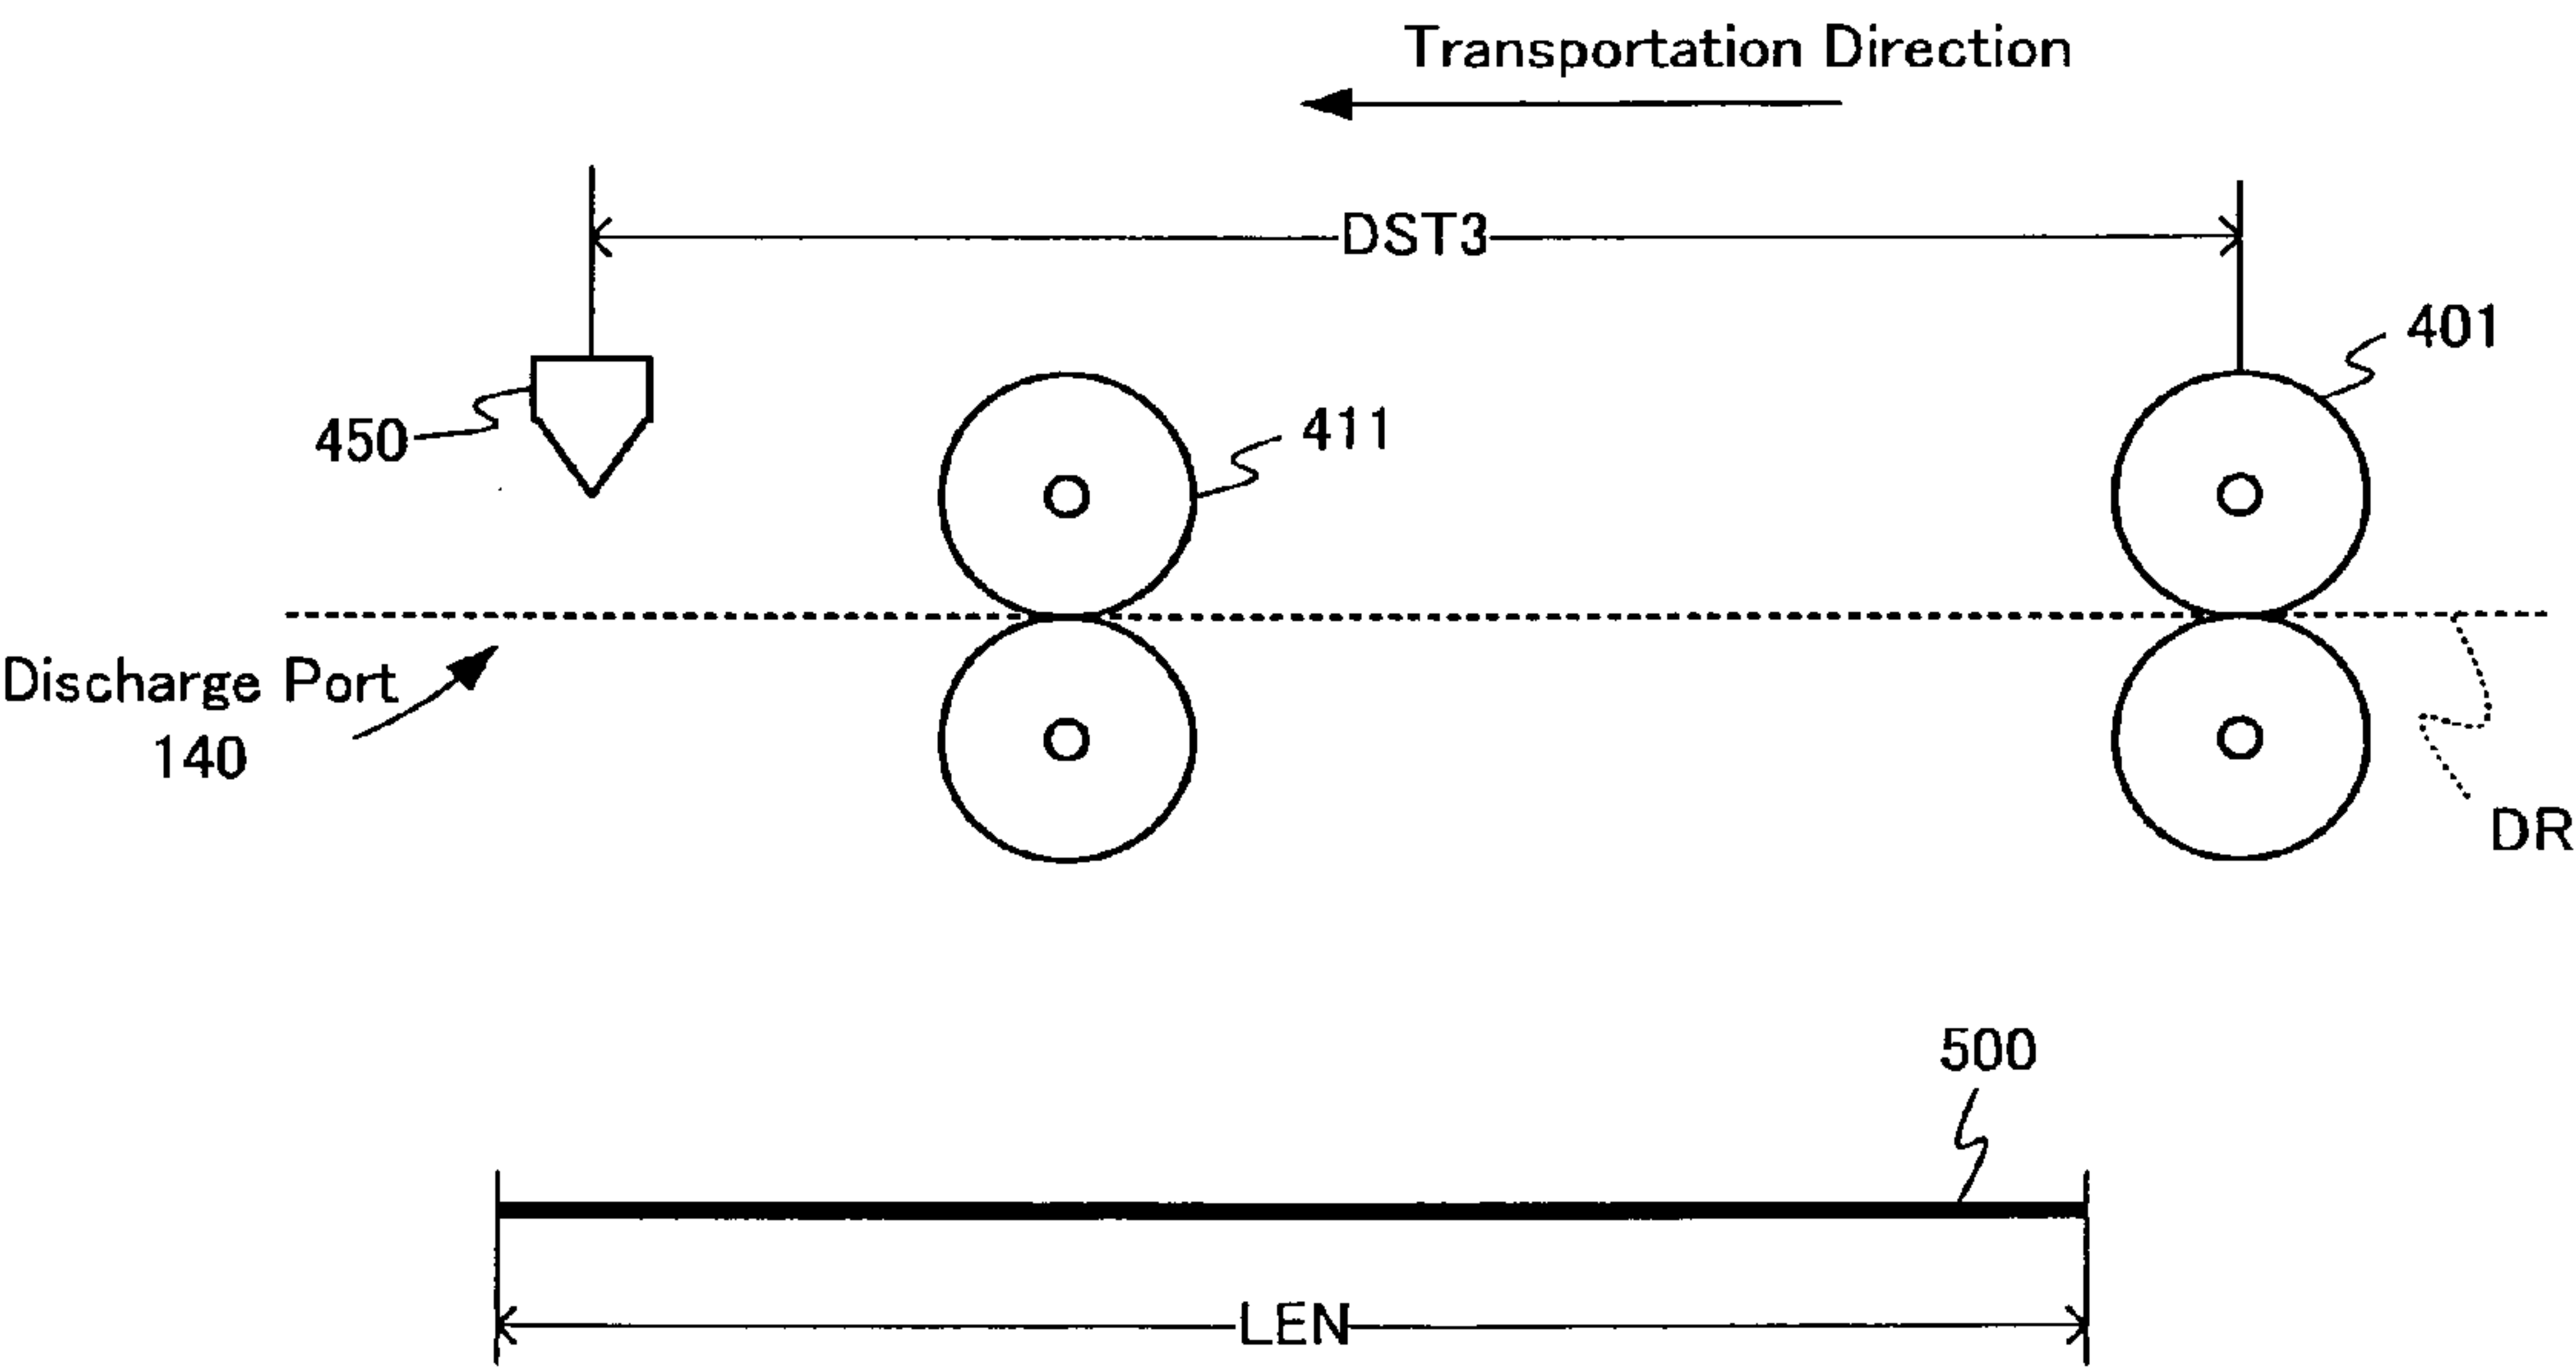 Transportation Direction
DST3
401
411
450
Discharge Port
140
DR
500
LEN